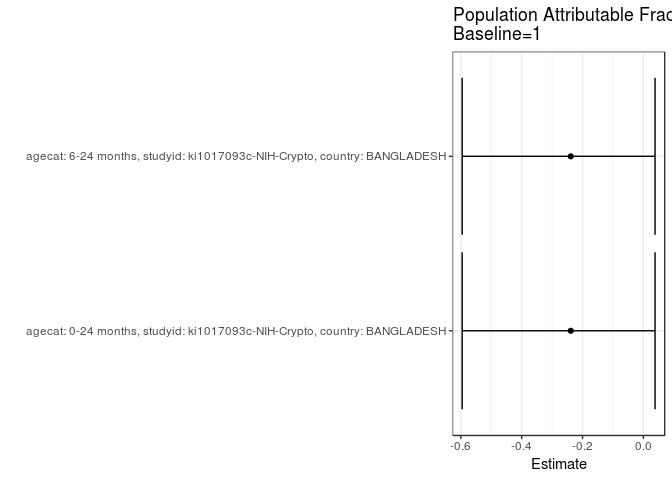 Population Attributable Frac
Baseline=1
agecat: 6-24 months, studyid: ki1017093c-NIH-Crypto, country: BANGLADESH
agecat: 0-24 months, studyid: ki1017093c-NIH-Crypto, country: BANGLADESH
-0.6 -0.4 -0.2 0.0
Estimate